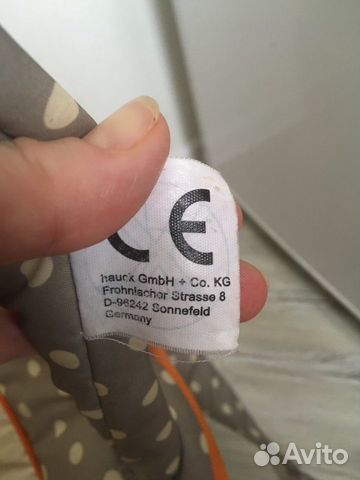 CE
hauck GmbH + Co. KG
Frohnlacher Strasse 8
D-96242 Sonnefeld
Germany
Avito